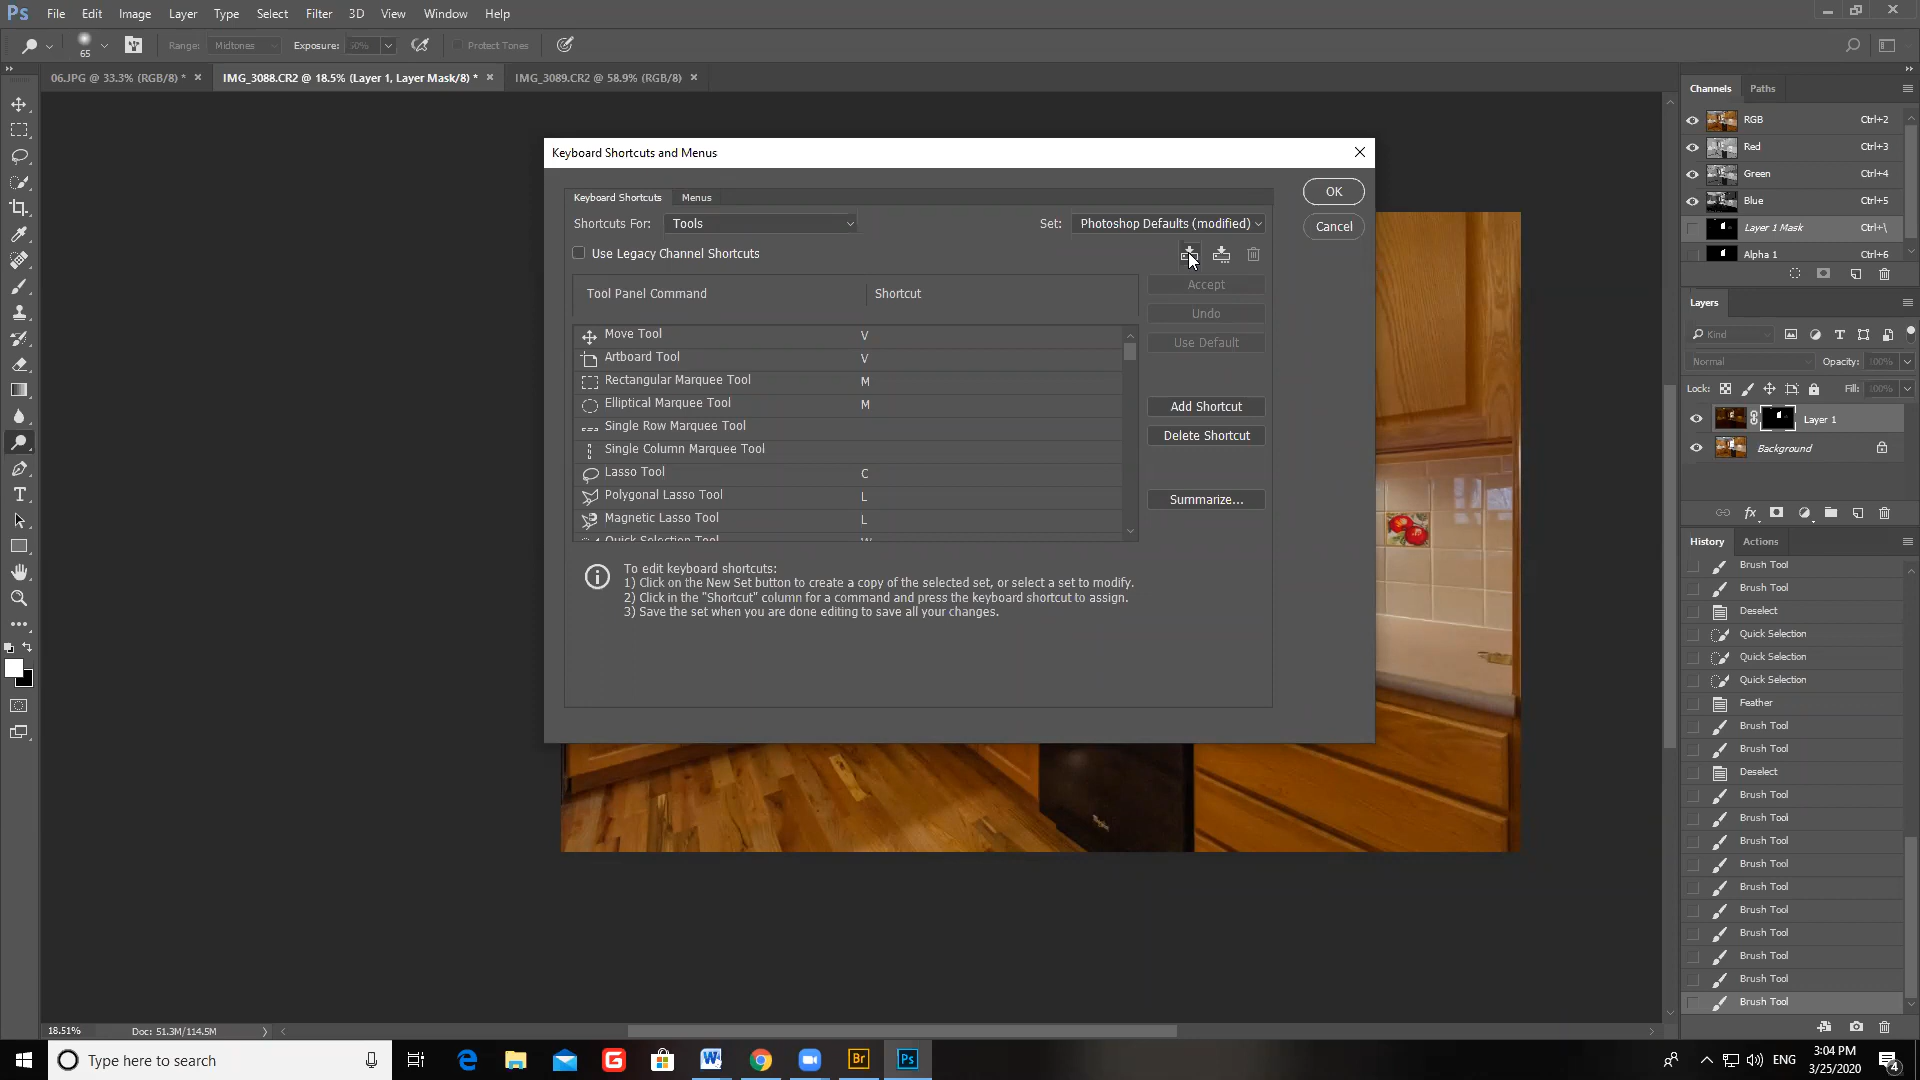 Ps File Edit Image Layer Type Select Filter 3D View Window Help
65 Range: Midtones Exposure: 50% Protect Tones
06.JPG @ 33.3% (RGB/8) * × IMG_3088.CR2 @ 18.5% (Layer 1, Layer Mask/8) * × IMG_3089.CR2 @ 58.9% (RGB/8) ×
Keyboard Shortcuts and Menus
Keyboard Shortcuts Menus
Shortcuts For: Tools Set: Photoshop Defaults (modified)
Use Legacy Channel Shortcuts
Tool Panel Command Shortcut
Move Tool V
Artboard Tool V
Rectangular Marquee Tool M
Elliptical Marquee Tool M
Single Row Marquee Tool
Single Column Marquee Tool
Lasso Tool C
Polygonal Lasso Tool L
Magnetic Lasso Tool L
Quick Selection Tool W
To edit keyboard shortcuts:
1) Click on the New Set button to create a copy of the selected set, or select a set to modify.
2) Click in the "Shortcut" column for a command and press the keyboard shortcut to assign.
3) Save the set when you are done editing to save all your changes.
OK
Cancel
Accept
Undo
Use Default
Add Shortcut
Delete Shortcut
Summarize...
Channels Paths
RGB Ctrl+2
Red Ctrl+3
Green Ctrl+4
Blue Ctrl+5
Layer 1 Mask Ctrl+\
Alpha 1 Ctrl+6
Layers
Kind
Normal Opacity: 100%
Lock: Fill: 100%
Layer 1
Background
fx
History Actions
Brush Tool
Brush Tool
Deselect
Quick Selection
Quick Selection
Quick Selection
Feather
Brush Tool
Brush Tool
Deselect
Brush Tool
Brush Tool
Brush Tool
Brush Tool
Brush Tool
Brush Tool
Brush Tool
Brush Tool
Brush Tool
Brush Tool
18.51% Doc: 51.3M/114.5M
Type here to search
Br Ps
ENG
3:04 PM
3/25/2020
4